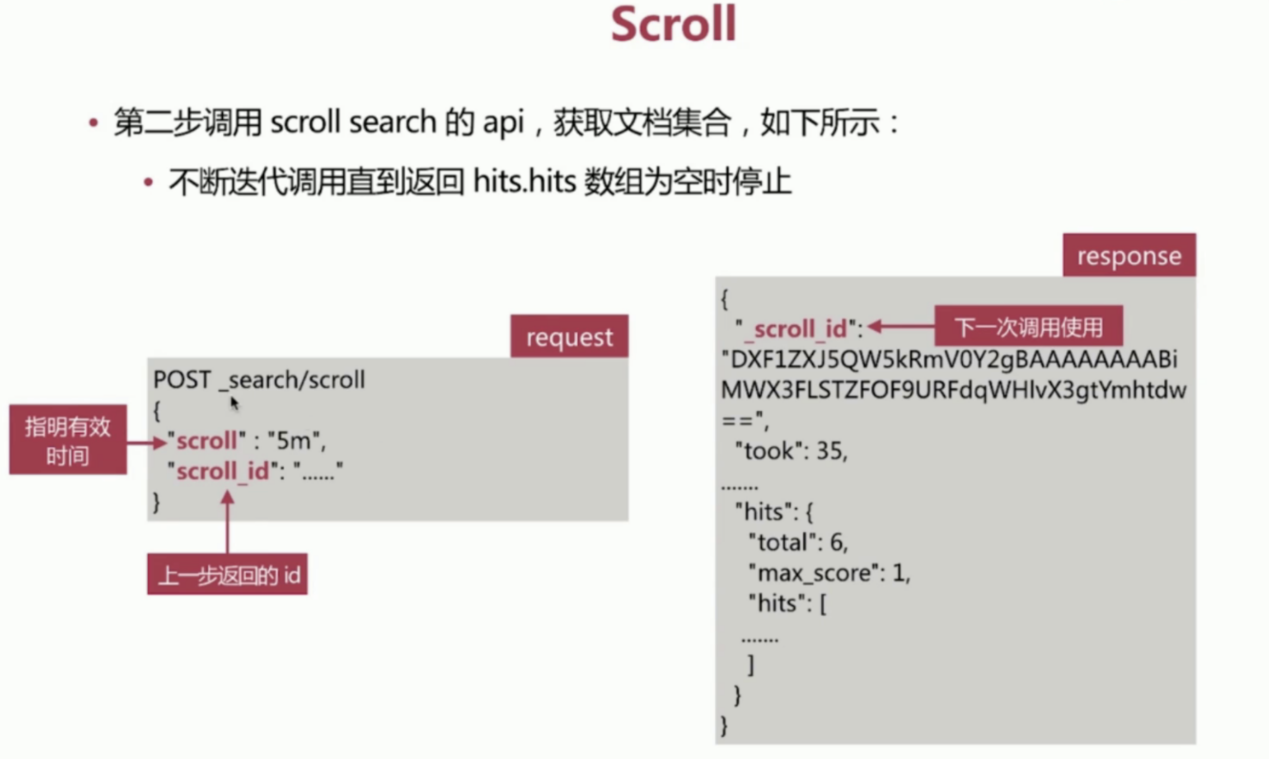 Scroll
• 第二步调用 scroll search 的 api，获取文档集合，如下所示：
• 不断迭代调用直到返回 hits.hits 数组为空时停止
request
POST _search/scroll
{
"scroll" : "5m",
"scroll_id": "......"
}
指明有效
时间
上一步返回的 id
response
{
"_scroll_id":
下一次调用使用
"DXF1ZXJ5QW5kRmV0Y2gBAAAAAAAABi
MWX3FLSTZFOF9URFdqWHlvX3gtYmhtdw
==",
"took": 35,
.......
"hits": {
"total": 6,
"max_score": 1,
"hits": [
.......
]
}
}